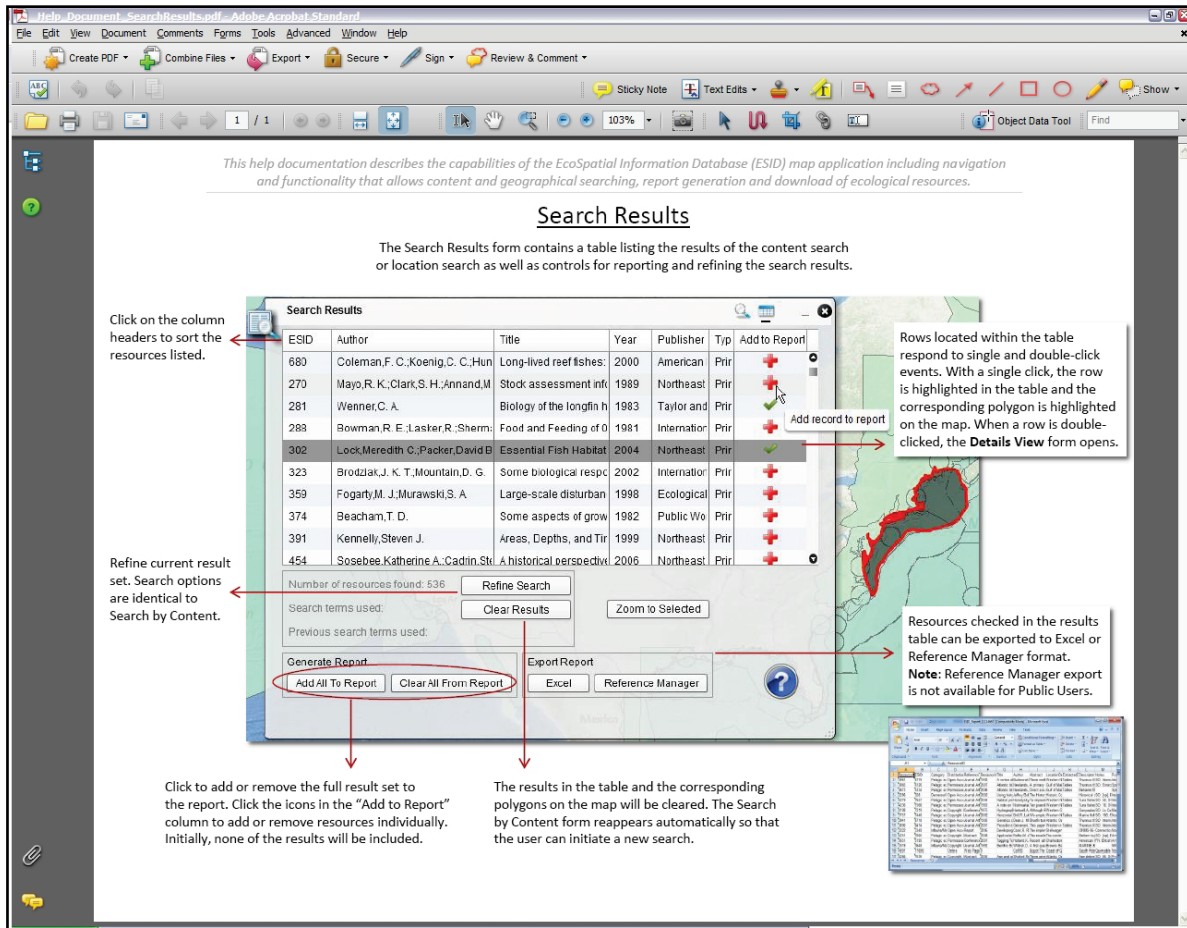 Help_Document_SearchResults.pdf - Adobe Acrobat Standard
File Edit View Document Comments Forms Tools Advanced Window Help
Create PDF Combine Files Export Secure Sign Review & Comment
Sticky Note Text Edits Show
1 / 1 103% Object Data Tool Find
This help documentation describes the capabilities of the EcoSpatial Information Database (ESID) map application including navigation
and functionality that allows content and geographical searching, report generation and download of ecological resources.
Search Results
The Search Results form contains a table listing the results of the content search
or location search as well as controls for reporting and refining the search results.
Click on the column
headers to sort the
resources listed.
Search Results
ESID Author Title Year Publisher Typ Add to Report
680 Coleman,F. C.;Koenig,C. C.;Hun Long-lived reef fishes: 2000 American Prir
270 Mayo,R. K.;Clark,S. H.;Annand,M Stock assessment info 1989 Northeast Prir
281 Wenner,C. A. Biology of the longfin h 1983 Taylor and Prir
288 Bowman,R. E.;Lasker,R.;Sherma Food and Feeding of 0 1981 Internatior Prir
302 Lock,Meredith C.;Packer,David B Essential Fish Habitat 2004 Northeast Prir
323 Brodziak,J. K. T.;Mountain,D. G. Some biological respc 2002 Internatior Prir
359 Fogarty,M. J.;Murawski,S. A. Large-scale disturban 1998 Ecological Prir
374 Beacham,T. D. Some aspects of grow 1982 Public Wo Prir
391 Kennelly,Steven J. Areas, Depths, and Tir 1999 Northeast Prir
454 Sosebee,Katherine A.;Cadrin,Ste A historical perspective 2006 Northeast Prir
Add record to report
Rows located within the table
respond to single and double-click
events. With a single click, the row
is highlighted in the table and the
corresponding polygon is highlighted
on the map. When a row is double-
clicked, the Details View form opens.
Refine current result
set. Search options
are identical to
Search by Content.
Number of resources found: 536 Refine Search
Search terms used: Clear Results Zoom to Selected
Previous search terms used:
Generate Report Export Report
Add All To Report Clear All From Report Excel Reference Manager
Mexico
Resources checked in the results
table can be exported to Excel or
Reference Manager format.
Note: Reference Manager export
is not available for Public Users.
Click to add or remove the full result set to
the report. Click the icons in the “Add to Report”
column to add or remove resources individually.
Initially, none of the results will be included.
The results in the table and the corresponding
polygons on the map will be cleared. The Search
by Content form reappears automatically so that
the user can initiate a new search.